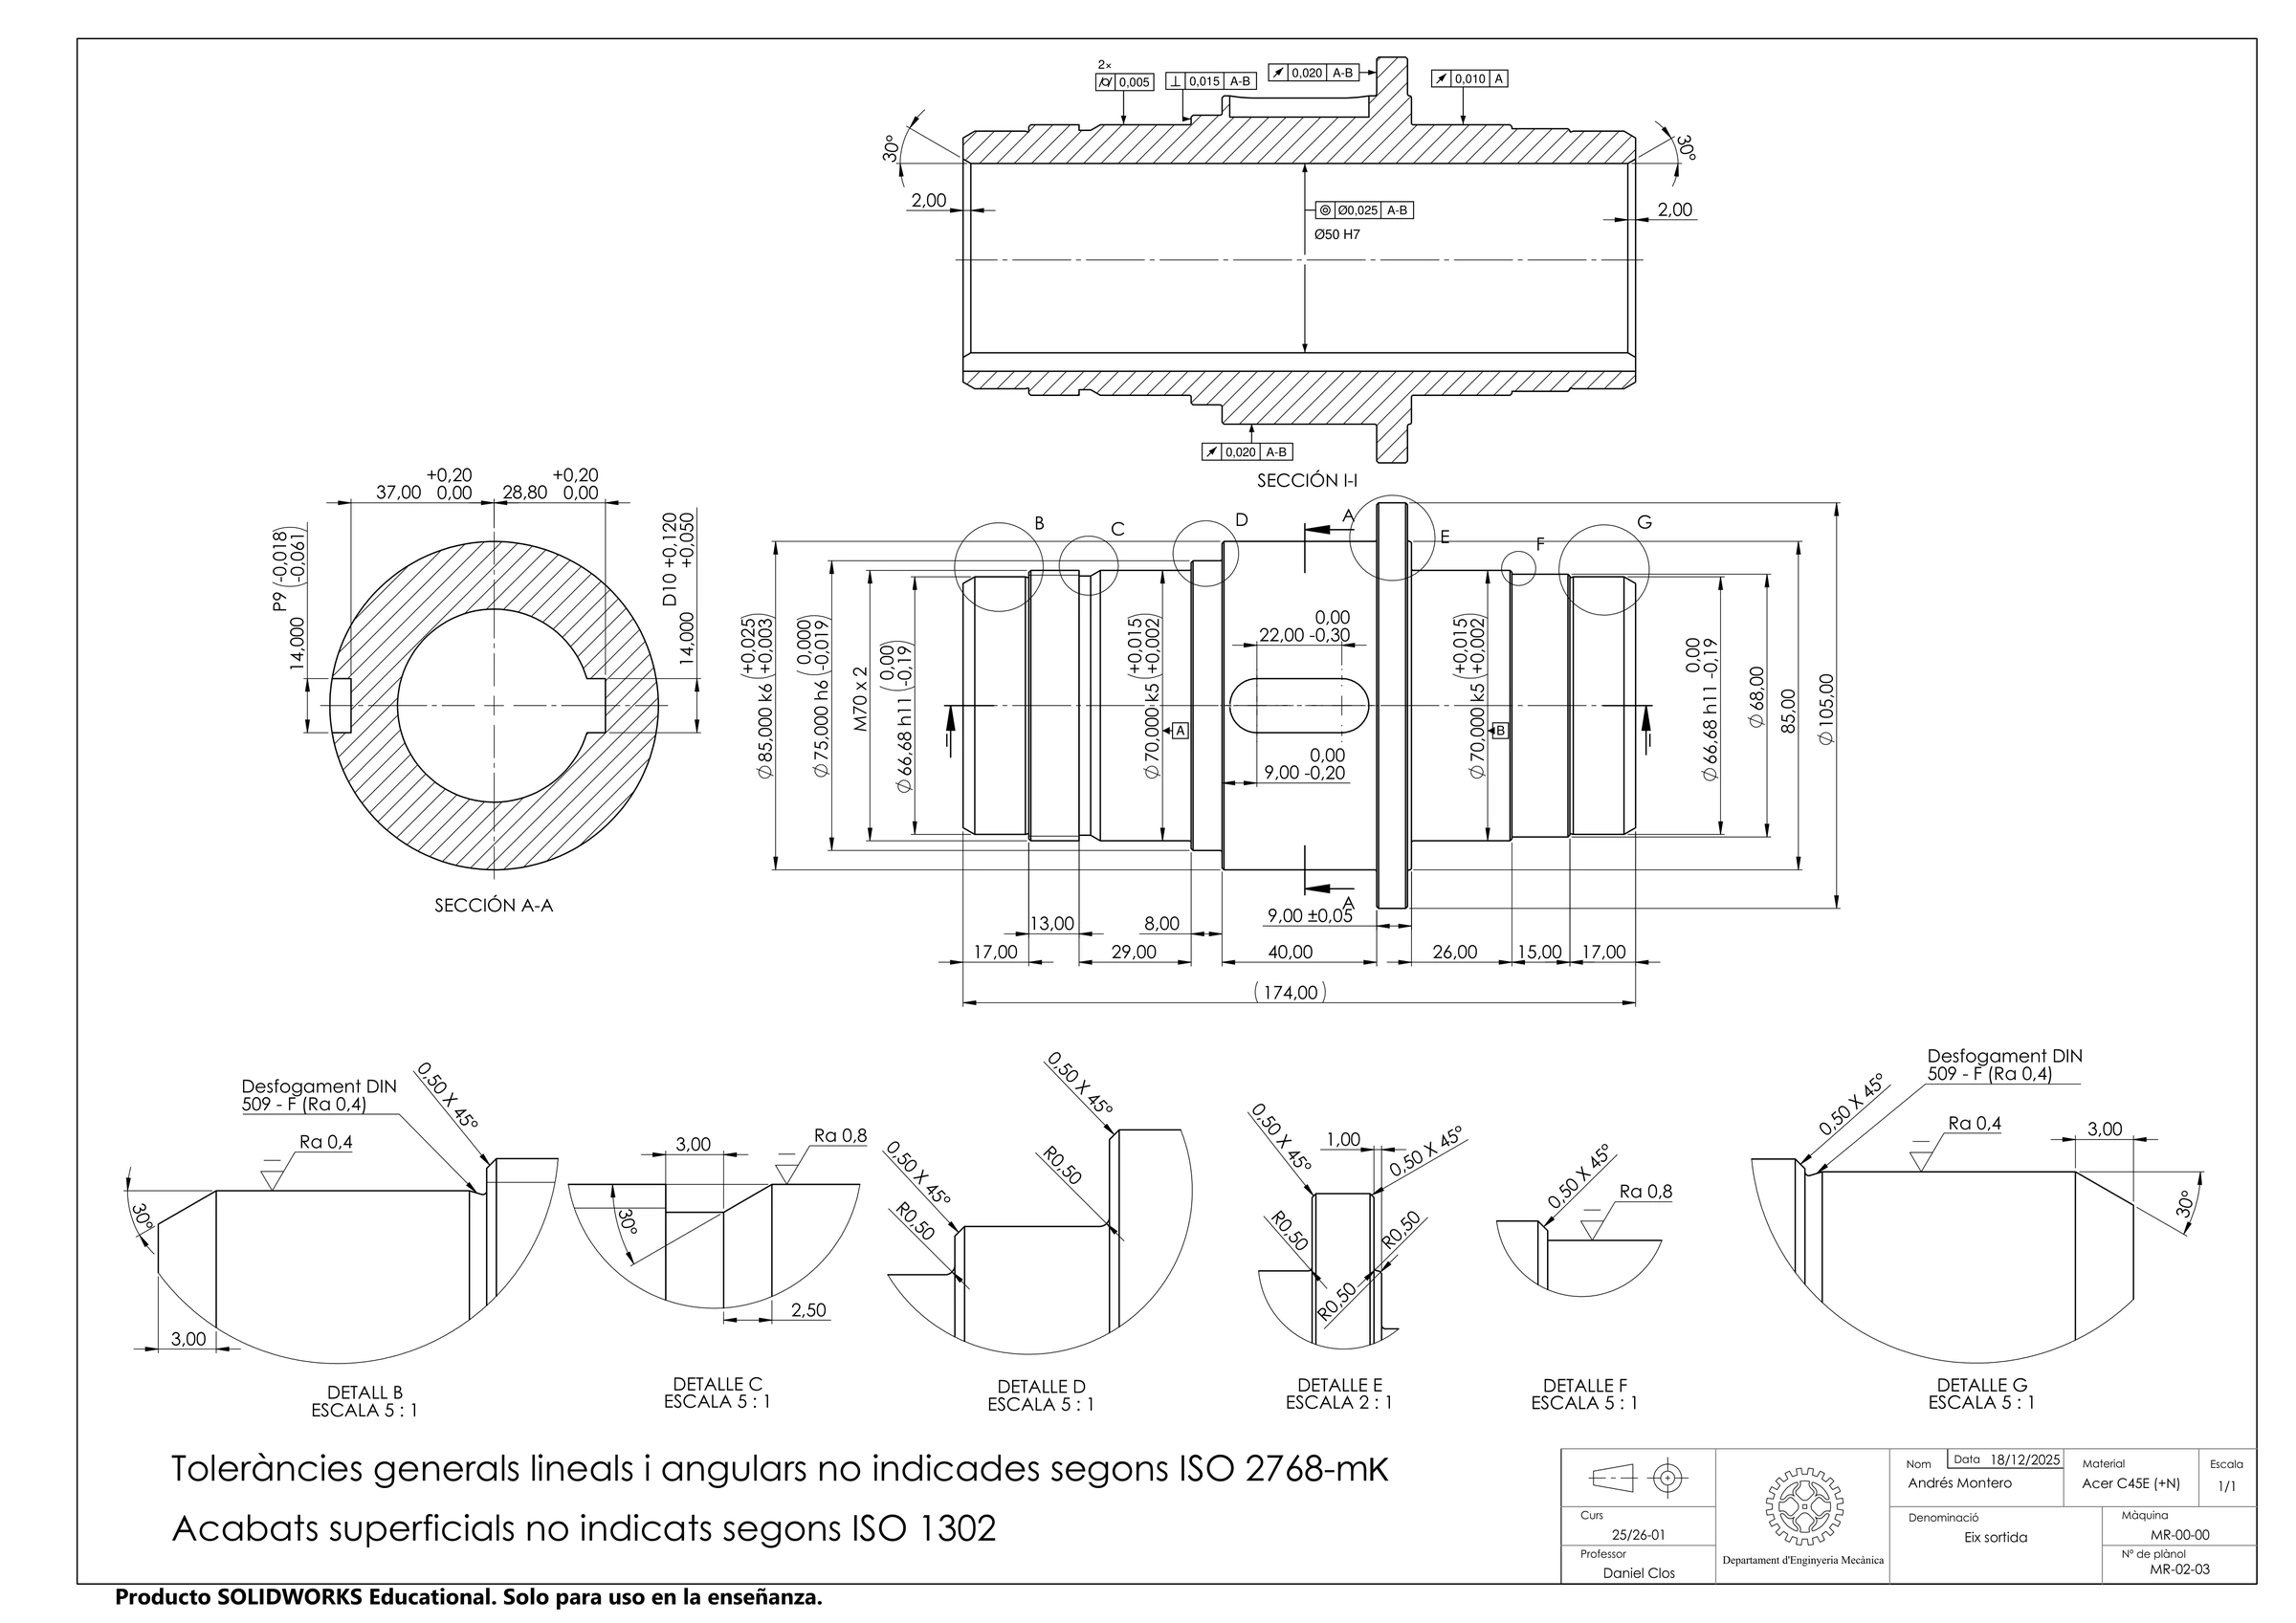 2×
0,005
0,015 A-B
0,020 A-B
0,010 A
30°
30°
2,00
2,00
Ø0,025 A-B
Ø50 H7
0,020 A-B
SECCIÓN I-I
+0,20
37,00 0,00
+0,20
28,80 0,00
14,000 P9 (-0,018 -0,061)
14,000 D10 +0,120 +0,050
SECCIÓN A-A
B
C
D
A
E
F
G
Ø85,000 k6 (+0,025 +0,003)
Ø75,000 h6 (0,000 -0,019)
M70 x 2
Ø66,68 h11 (0,00 -0,19)
Ø70,000 k5 (+0,015 +0,002)
A
0,00
22,00 -0,30
0,00
9,00 -0,20
Ø70,000 k5 (+0,015 +0,002)
B
Ø66,68 h11 0,00 -0,19
Ø68,00
85,00
Ø105,00
I
I
A
13,00
8,00
9,00 ±0,05
17,00
29,00
40,00
26,00
15,00
17,00
(174,00)
Desfogament DIN
509 - F (Ra 0,4)
0,50 X 45°
Ra 0,4
30°
3,00
DETALL B
ESCALA 5 : 1
3,00
Ra 0,8
30°
2,50
DETALLE C
ESCALA 5 : 1
0,50 X 45°
0,50 X 45°
R0,50
R0,50
DETALLE D
ESCALA 5 : 1
0,50 X 45°
1,00
0,50 X 45°
R0,50
R0,50
R0,50
DETALLE E
ESCALA 2 : 1
0,50 X 45°
Ra 0,8
DETALLE F
ESCALA 5 : 1
Desfogament DIN
509 - F (Ra 0,4)
0,50 X 45°
Ra 0,4
3,00
30°
DETALLE G
ESCALA 5 : 1
Toleràncies generals lineals i angulars no indicades segons ISO 2768-mK
Acabats superficials no indicats segons ISO 1302
Curs
25/26-01
Professor
Daniel Clos
Departament d'Enginyeria Mecànica
Nom
Data 18/12/2025
Andrés Montero
Material
Acer C45E (+N)
Escala
1/1
Denominació
Eix sortida
Màquina
MR-00-00
Nº de plànol
MR-02-03
Producto SOLIDWORKS Educational. Solo para uso en la enseñanza.